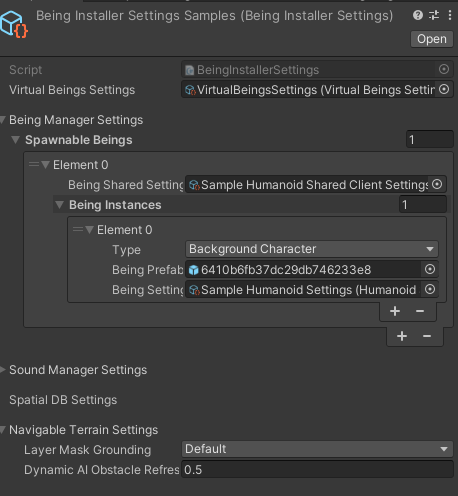 Being Installer Settings Samples (Being Installer Settings)
Open
Script BeingInstallerSettings
Virtual Beings Settings VirtualBeingsSettings (Virtual Beings Settin
Being Manager Settings
Spawnable Beings 1
Element 0
Being Shared Setting Sample Humanoid Shared Client Settings
Being Instances 1
Element 0
Type Background Character
Being Prefab 6410b6fb37dc29db746233e8
Being Setting Sample Humanoid Settings (Humanoid
+ −
+ −
Sound Manager Settings
Spatial DB Settings
Navigable Terrain Settings
Layer Mask Grounding Default
Dynamic AI Obstacle Refres 0.5